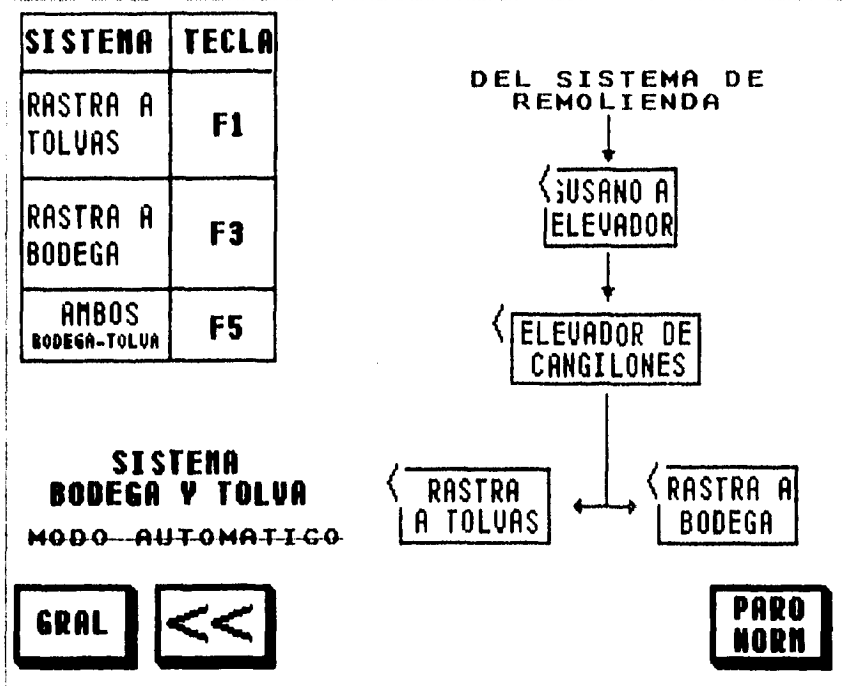 SISTEMA TECLA
RASTRA A
TOLVAS
F1
RASTRA A
BODEGA
F3
AMBOS
BODEGA-TOLVA
F5
DEL SISTEMA DE
REMOLIENDA
GUSANO A
ELEVADOR
ELEVADOR DE
CANGILONES
RASTRA
A TOLVAS
RASTRA A
BODEGA
SISTEMA
BODEGA Y TOLVA
MODO AUTOMATICO
GRAL
<<
PARO
NORM